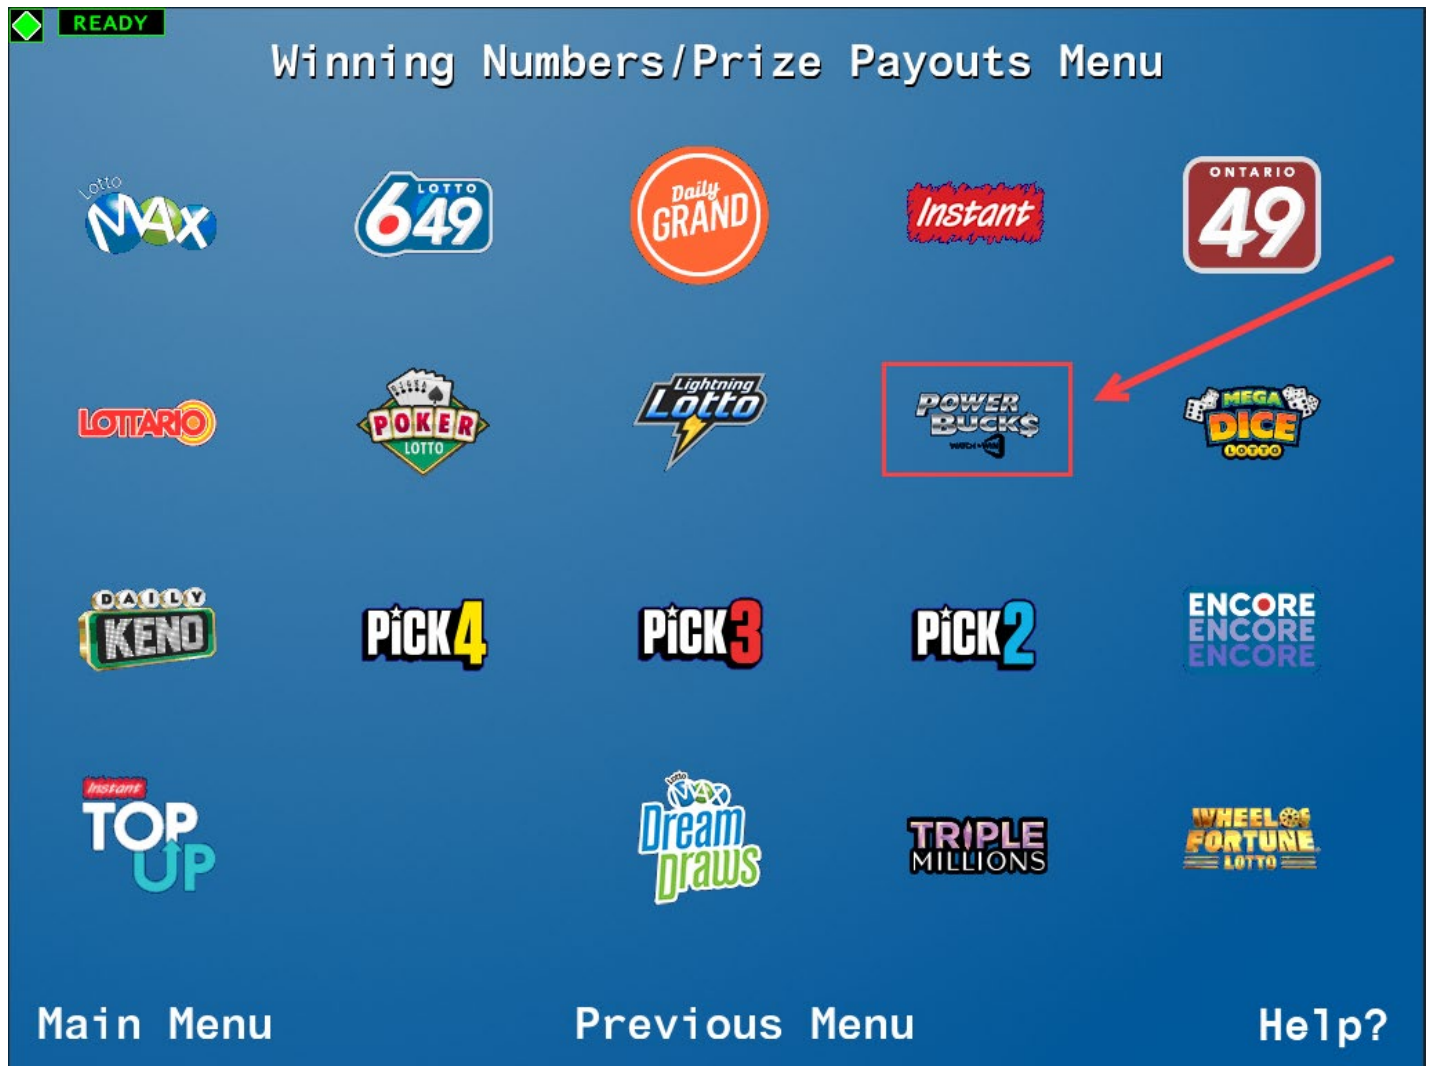 READY
Winning Numbers/Prize Payouts Menu
Lotto
MAX
LOTTO
649
Daily
GRAND
Instant
ONTARIO
49
LOTTARIO
POKER
LOTTO
Lightning
Lotto
POWER
BUCK$
WATCH
MEGA
DICE
LOTTO
DAILY
KENO
PiCK4
PiCK3
PiCK2
ENCORE
ENCORE
ENCORE
Instant
TOP
UP
Lotto
MAX
Dream
Draws
TRIPLE
MILLIONS
WHEEL OF
FORTUNE
LOTTO
Main Menu
Previous Menu
Help?